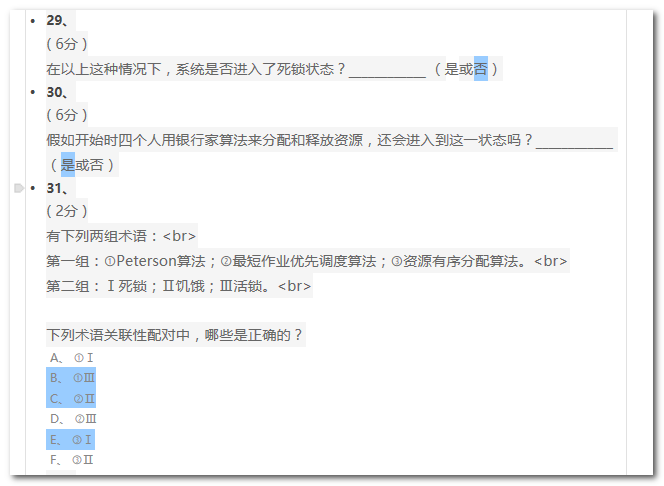 29、
(6分)
在以上这种情况下，系统是否进入了死锁状态？__________（是或否）
30、
(6分)
假如开始时四个人用银行家算法来分配和释放资源，还会进入到这一状态吗？__________
（是或否）
31、
(2分)
有下列两组术语：<br>
第一组：①Peterson算法；②最短作业优先调度算法；③资源有序分配算法。<br>
第二组：Ⅰ死锁；Ⅱ饥饿；Ⅲ活锁。<br>
下列术语关联性配对中，哪些是正确的？
A、 ①Ⅰ
B、 ①Ⅲ
C、 ②Ⅱ
D、 ②Ⅲ
E、 ③Ⅰ
F、 ③Ⅱ